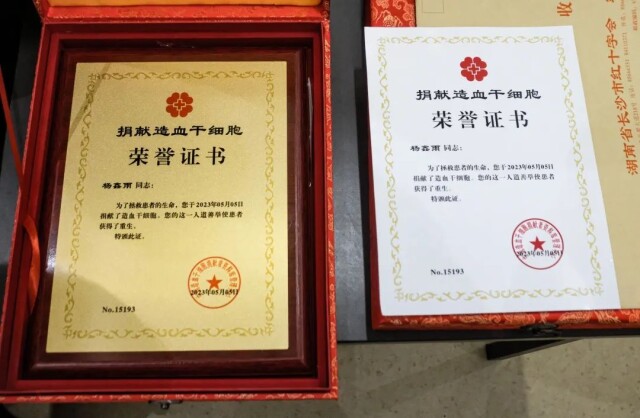 捐献造血干细胞
荣誉证书
杨鑫雨 同志：
为了拯救患者的生命，您于2023年05月05日
捐献了造血干细胞。您的这一人道善举使患者
获得了重生。
特颁此证。
2023年05月05日
No.15193
捐献造血干细胞
荣誉证书
杨鑫雨 同志：
为了拯救患者的生命，您于2023年05月05日
捐献了造血干细胞。您的这一人道善举使患者
获得了重生。
特颁此证。
2023年05月05日
No.15193
收
湖南省长沙市红十字会